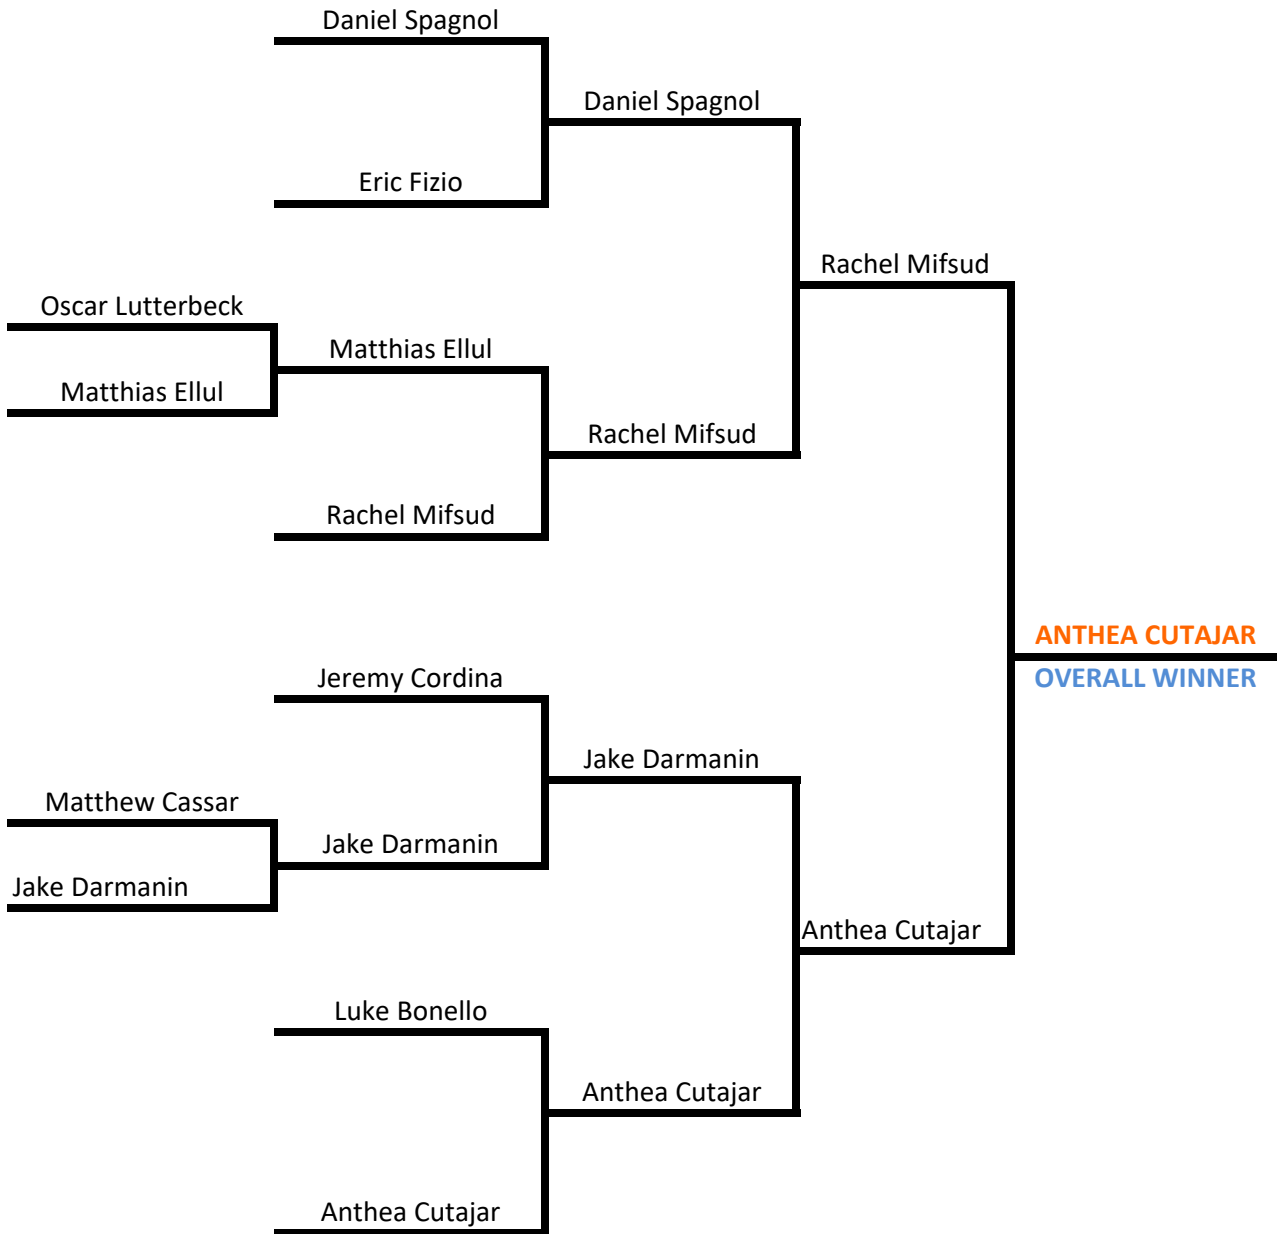 Daniel Spagnol
Daniel Spagnol
Eric Fizio
Rachel Mifsud
Oscar Lutterbeck
Matthias Ellul
Matthias Ellul
Rachel Mifsud
Rachel Mifsud
ANTHEA CUTAJAR
OVERALL WINNER
Jeremy Cordina
Jake Darmanin
Matthew Cassar
Jake Darmanin
Jake Darmanin
Anthea Cutajar
Luke Bonello
Anthea Cutajar
Anthea Cutajar